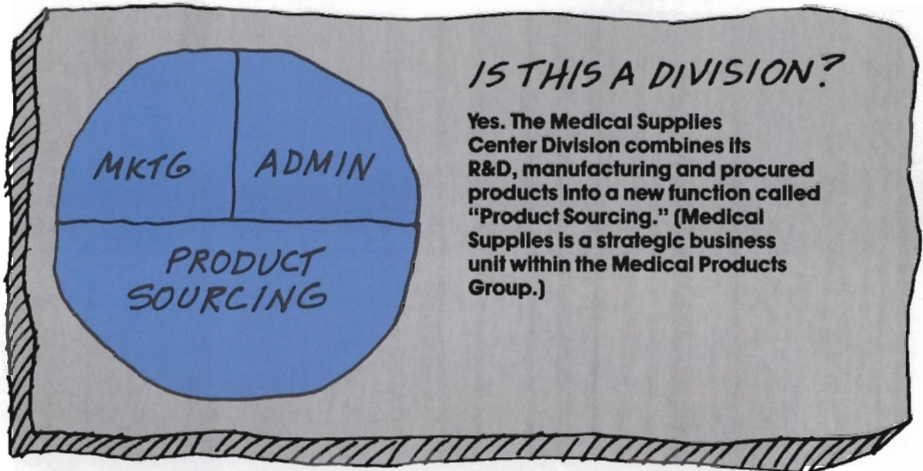 MKTG
ADMIN
PRODUCT
SOURCING
IS THIS A DIVISION?
Yes. The Medical Supplies
Center Division combines its
R&D, manufacturing and procured
products into a new function called
“Product Sourcing.” (Medical
Supplies is a strategic business
unit within the Medical Products
Group.)